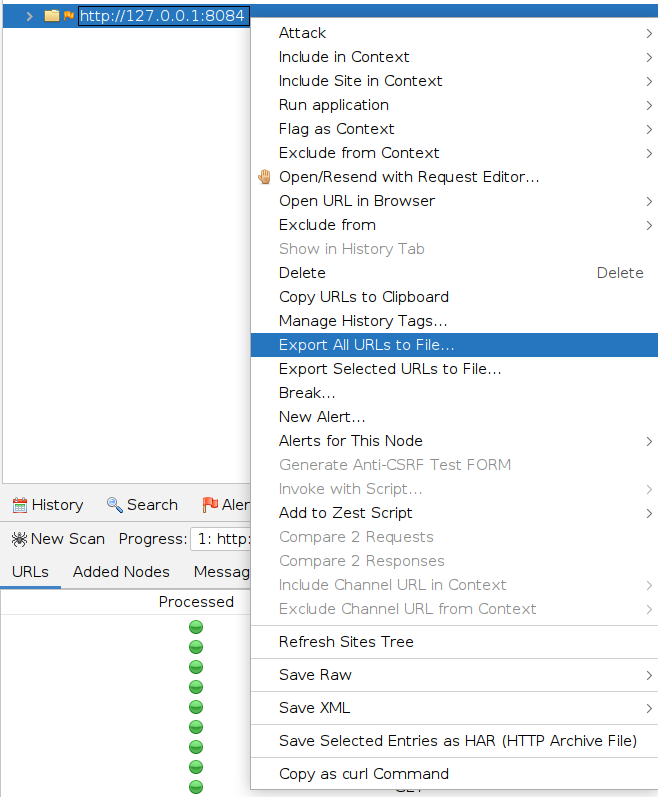 http://127.0.0.1:8084
Attack
Include in Context
Include Site in Context
Run application
Flag as Context
Exclude from Context
Open/Resend with Request Editor...
Open URL in Browser
Exclude from
Show in History Tab
Delete Delete
Copy URLs to Clipboard
Manage History Tags...
Export All URLs to File...
Export Selected URLs to File...
Break...
New Alert...
Alerts for This Node
Generate Anti-CSRF Test FORM
Invoke with Script...
Add to Zest Script
Compare 2 Requests
Compare 2 Responses
Include Channel URL in Context
Exclude Channel URL from Context
Refresh Sites Tree
Save Raw
Save XML
Save Selected Entries as HAR (HTTP Archive File)
Copy as curl Command
History Search Aler
New Scan Progress: 1: http:
URLs Added Nodes Messag
Processed